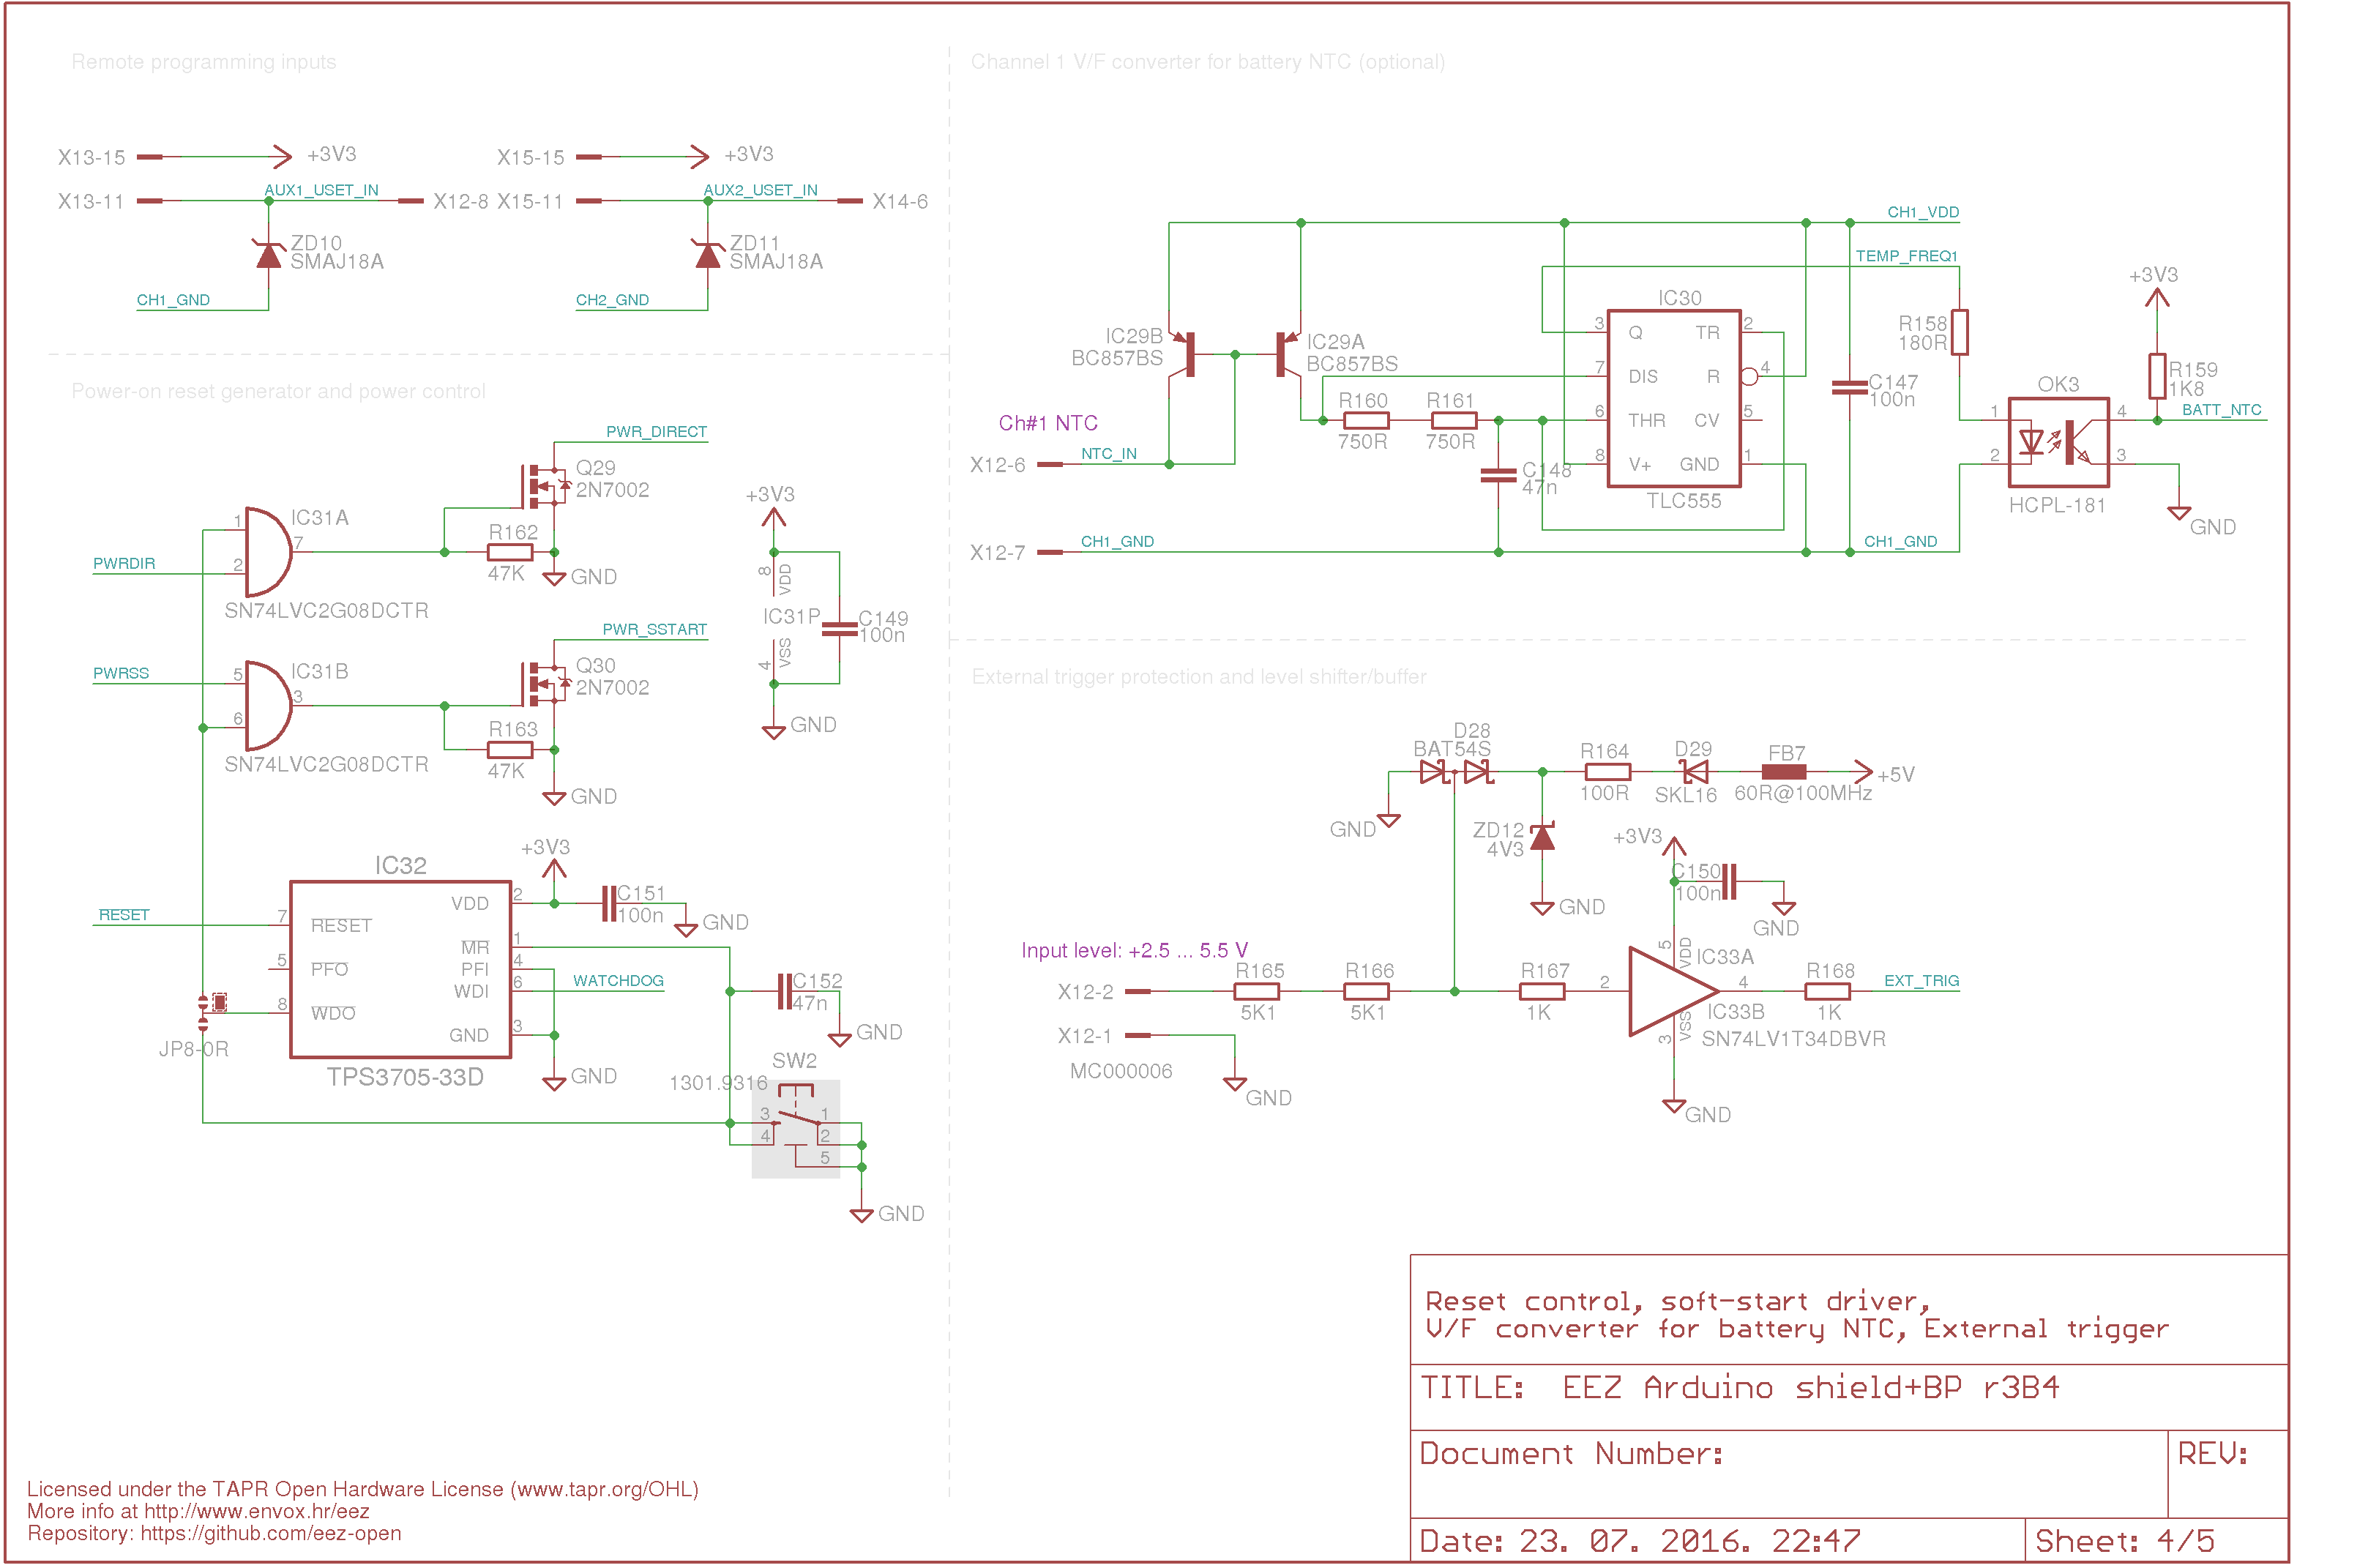 Remote programming inputs
X13-15
+3V3
X15-15
+3V3
X13-11
AUX1_USET_IN
X12-8
X15-11
AUX2_USET_IN
X14-6
ZD10
SMAJ18A
ZD11
SMAJ18A
CH1_GND
CH2_GND
Power-on reset generator and power control
PWR_DIRECT
Q29
2N7002
IC31A
1
7
2
PWRDIR
R162
47K
GND
SN74LVC2G08DCTR
+3V3
8
VDD
IC31P
C149
100n
4
VSS
GND
PWR_SSTART
Q30
2N7002
IC31B
PWRSS
5
3
6
R163
47K
GND
SN74LVC2G08DCTR
IC32
+3V3
VDD
2
C151
100n
GND
RESET
7
RESET
MR
1
5
PFO
PFI
4
WDI
6
WATCHDOG
8
WDO
GND
3
C152
47n
GND
JP8-0R
TPS3705-33D
GND
SW2
1301.9316
3
1
4
2
5
GND
Channel 1 V/F converter for battery NTC (optional)
CH1_VDD
TEMP_FREQ1
+3V3
IC30
IC29B
BC857BS
IC29A
BC857BS
3
Q
TR
2
7
DIS
R
4
6
THR
CV
5
8
V+
GND
1
TLC555
R158
180R
C147
100n
R159
1K8
OK3
1
4
2
3
BATT_NTC
HCPL-181
GND
Ch#1 NTC
R160
750R
R161
750R
X12-6
NTC_IN
C148
47n
X12-7
CH1_GND
CH1_GND
External trigger protection and level shifter/buffer
D28
BAT54S
R164
100R
D29
SKL16
FB7
60R@100MHz
+5V
GND
ZD12
4V3
GND
+3V3
C150
100n
GND
Input level: +2.5 ... 5.5 V
X12-2
R165
5K1
R166
5K1
R167
1K
2
5
VDD
IC33A
4
R168
1K
EXT_TRIG
IC33B
3
VSS
SN74LV1T34DBVR
X12-1
MC000006
GND
GND
Reset control, soft-start driver,
V/F converter for battery NTC, External trigger
TITLE: EEZ Arduino shield+BP r3B4
Document Number:
REV:
Date: 23. 07. 2016. 22:47
Sheet: 4/5
Licensed under the TAPR Open Hardware License (www.tapr.org/OHL)
More info at http://www.envox.hr/eez
Repository: https://github.com/eez-open